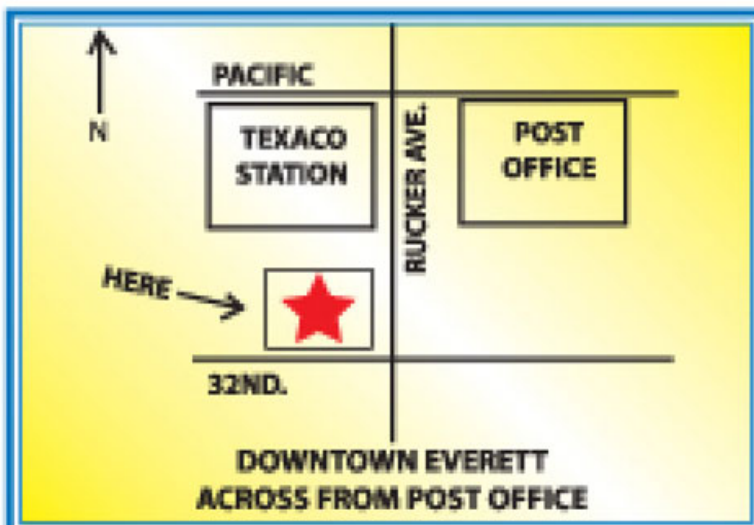 PACIFIC
N
TEXACO
STATION
RUCKER AVE.
POST
OFFICE
HERE
32ND.
DOWNTOWN EVERETT
ACROSS FROM POST OFFICE